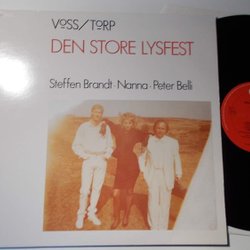 VOSS/TORP
DEN STORE LYSFEST
Steffen Brandt · Nanna · Peter Belli